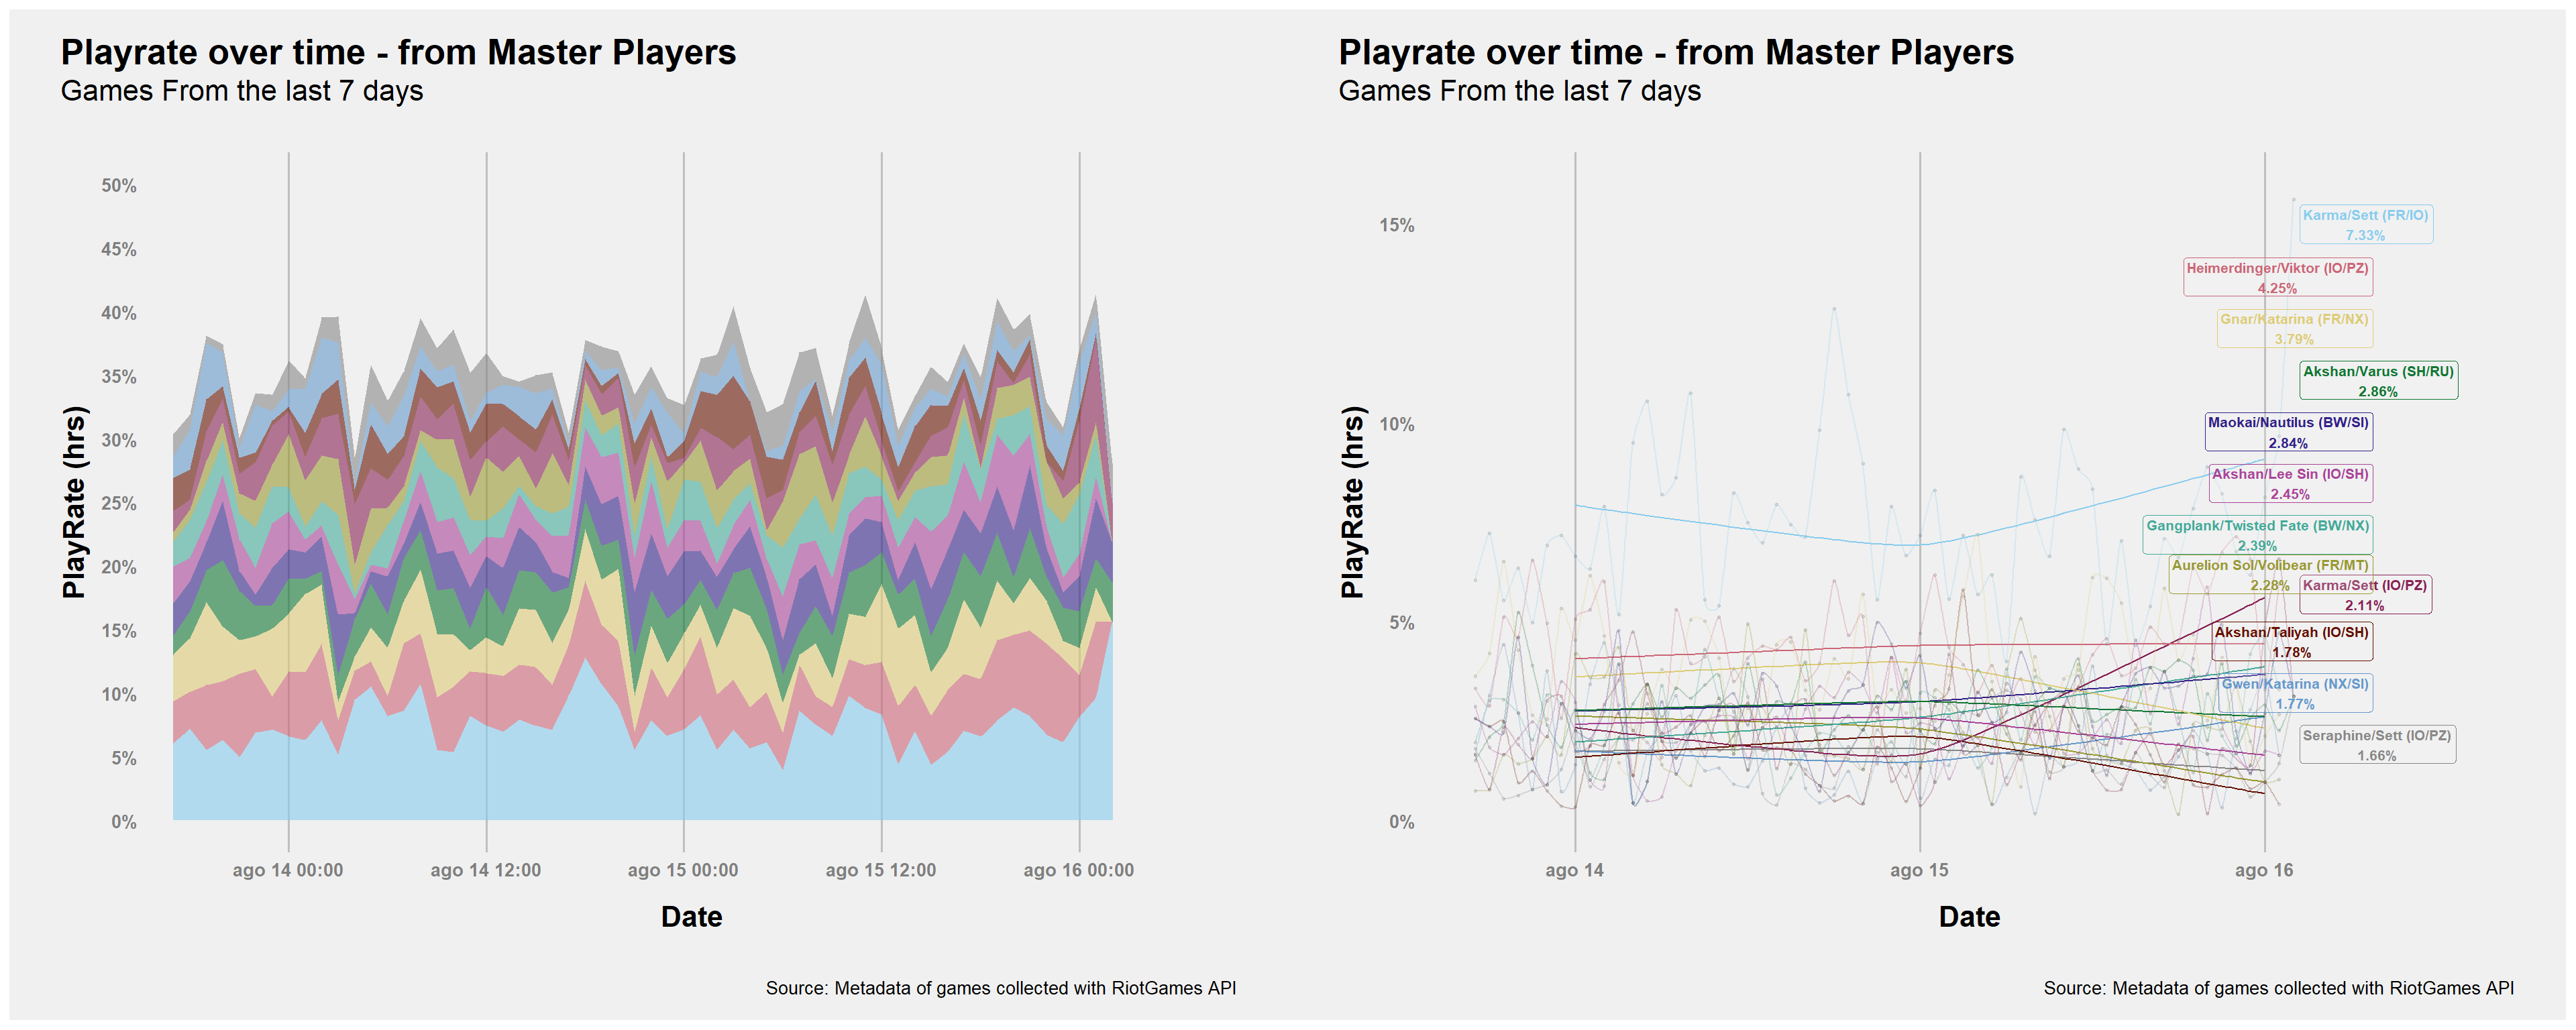 Playrate over time - from Master Players
Games From the last 7 days
PlayRate (hrs)
50%
45%
40%
35%
30%
25%
20%
15%
10%
5%
0%
ago 14 00:00
ago 14 12:00
ago 15 00:00
ago 15 12:00
ago 16 00:00
Date
Source: Metadata of games collected with RiotGames API
Playrate over time - from Master Players
Games From the last 7 days
PlayRate (hrs)
15%
10%
5%
0%
Karma/Sett (FR/IO)
7.33%
Heimerdinger/Viktor (IO/PZ)
4.25%
Gnar/Katarina (FR/NX)
3.79%
Akshan/Varus (SH/RU)
2.86%
Maokai/Nautilus (BW/SI)
2.84%
Akshan/Lee Sin (IO/SH)
2.45%
Gangplank/Twisted Fate (BW/NX)
2.39%
Aurelion Sol/Volibear (FR/MT)
2.28%
Karma/Sett (IO/PZ)
2.11%
Akshan/Taliyah (IO/SH)
1.78%
Gwen/Katarina (NX/SI)
1.77%
Seraphine/Sett (IO/PZ)
1.66%
ago 14
ago 15
ago 16
Date
Source: Metadata of games collected with RiotGames API